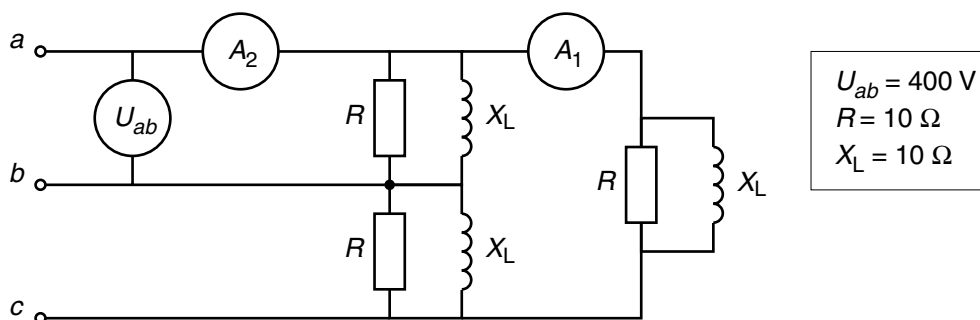 a
A2
A1
Uab
R
XL
Uab = 400 V
R = 10 Ω
XL = 10 Ω
b
R
XL
R
XL
c